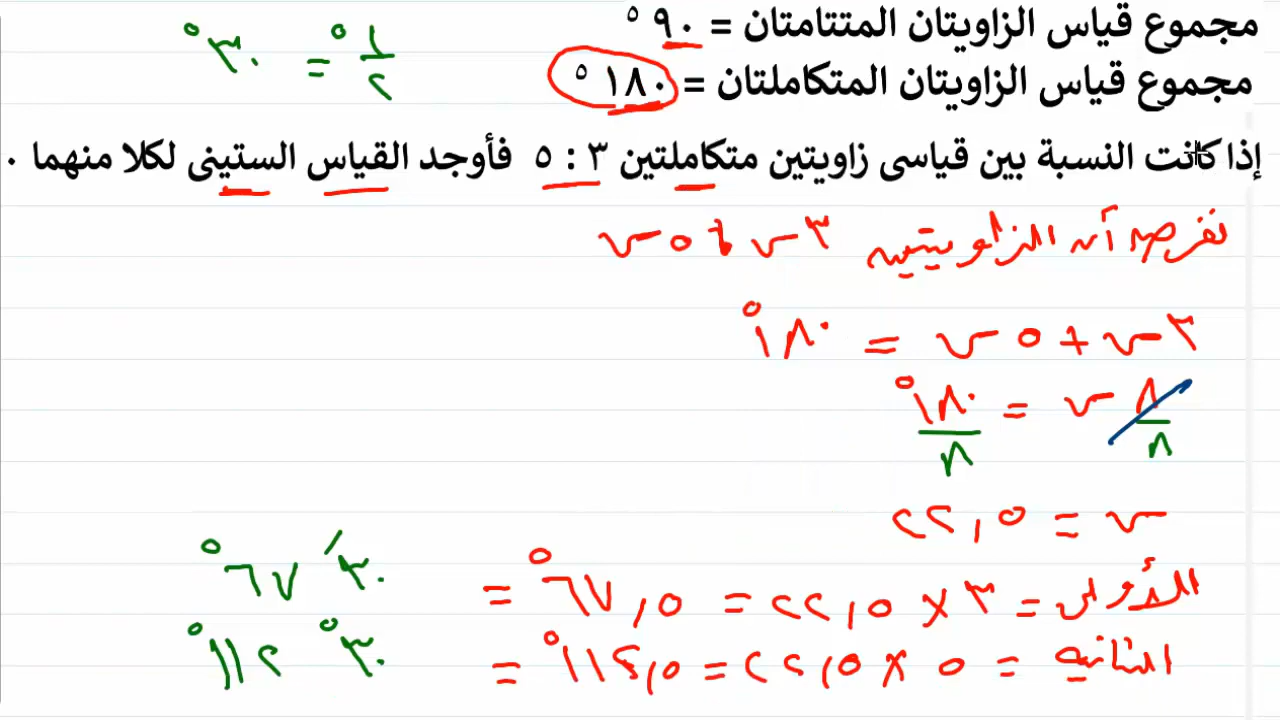 مجموع قياس الزاويتان المتتامتان = ٩٠ °
مجموع قياس الزاويتان المتكاملتان = ١٨٠ °
١/٢ ° = ٣٠ °
إذا كانت النسبة بين قياسى زاويتين متكاملتين ٣ : ٥ فأوجد القياس الستينى لكلا منهما ٠
نفرض أن الزاويتين ٣س ، ٥س
٣س + ٥س = ١٨٠°
٨س/٨ = ١٨٠°/٨
س = ٢٢,٥
الأولى = ٣ × ٢٢,٥ = ٦٧,٥° = ٣٠َ ٦٧°
الثانية = ٥ × ٢٢,٥ = ١١٢,٥° = ٣٠° ١١٢°